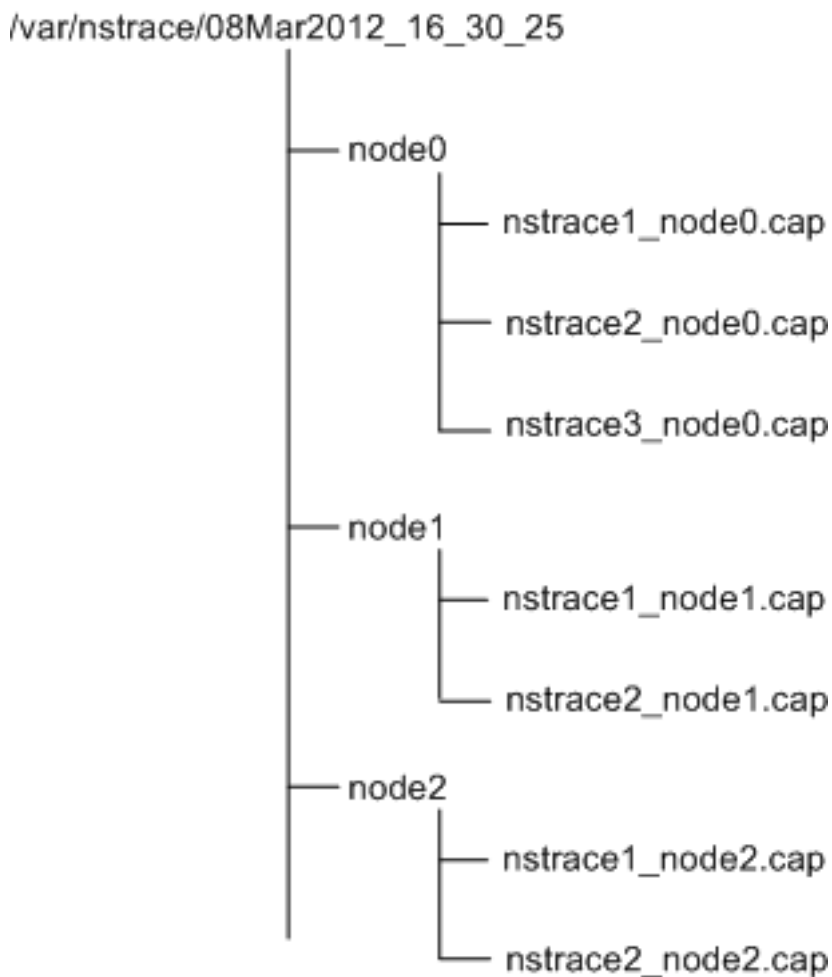 /var/nstrace/08Mar2012_16_30_25
node0
nstrace1_node0.cap
nstrace2_node0.cap
nstrace3_node0.cap
node1
nstrace1_node1.cap
nstrace2_node1.cap
node2
nstrace1_node2.cap
nstrace2_node2.cap